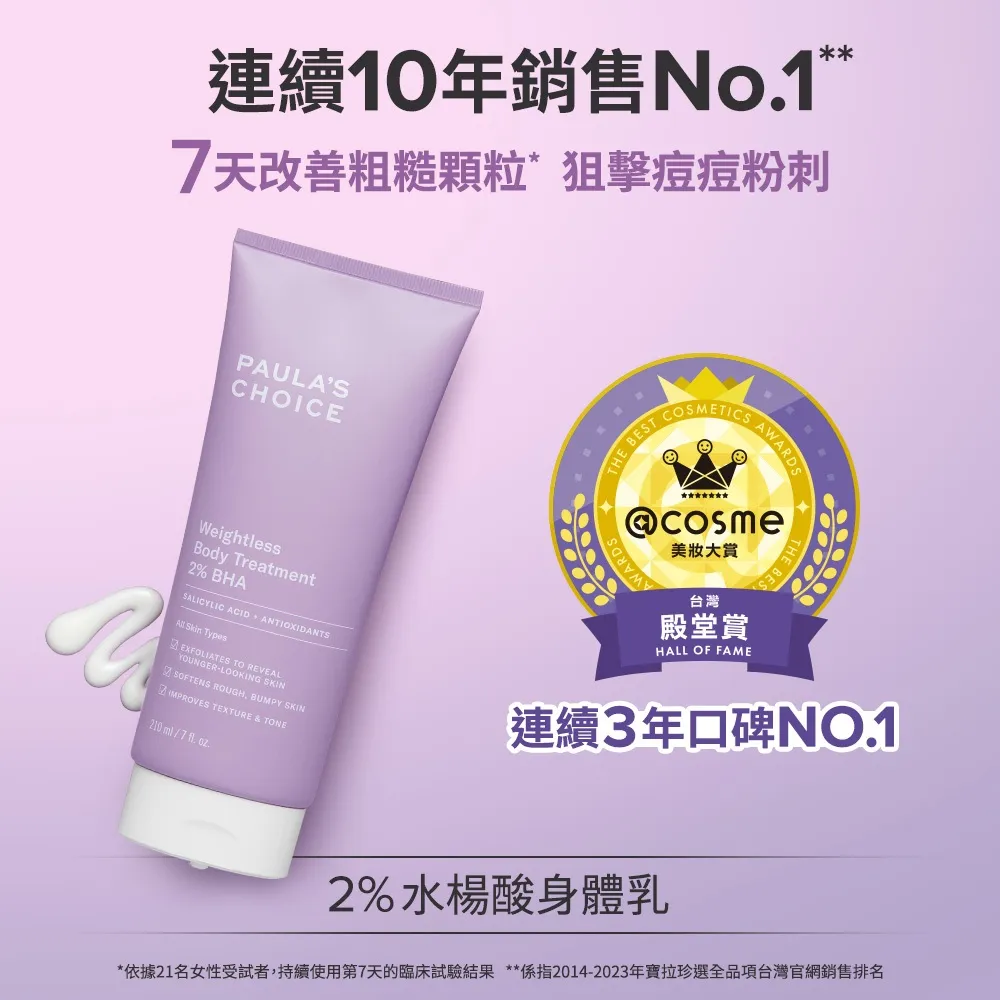 連續10年銷售No.1**
7天改善粗糙顆粒* 狙擊痘痘粉刺
PAULA'S
CHOICE
Weightless
Body Treatment
2% BHA
SALICYLIC ACID + ANTIOXIDANTS
All Skin Types
EXFOLIATES TO REVEAL
YOUNGER-LOOKING SKIN
SOFTENS ROUGH, BUMPY SKIN
IMPROVES TEXTURE & TONE
210 ml / 7 fl. oz.
THE BEST COSMETICS AWARDS
@cosme
美妝大賞
AWARDS
THE BES
台灣
殿堂賞
HALL OF FAME
連續3年口碑NO.1
2%水楊酸身體乳
*依據21名女性受試者,持續使用第7天的臨床試驗結果 **係指2014-2023年寶拉珍選全品項台灣官網銷售排名